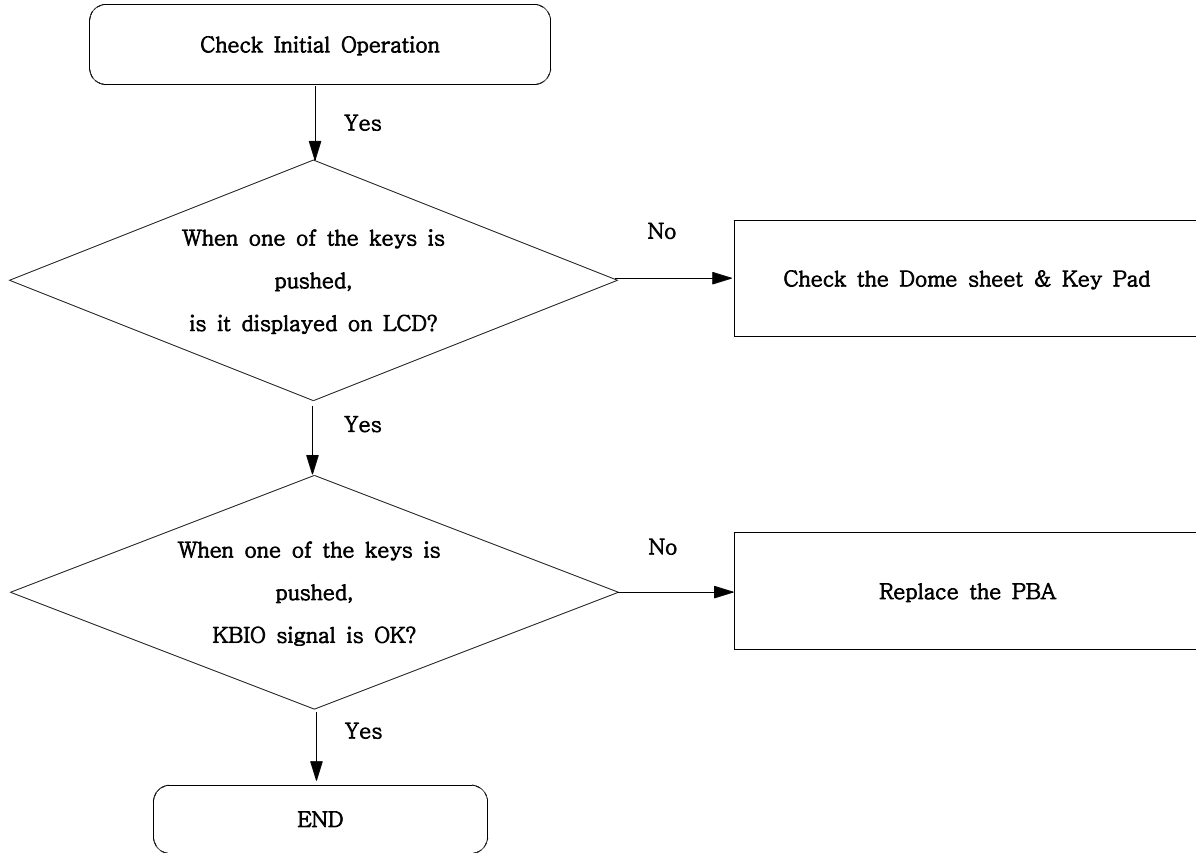 Check Initial Operation
Yes
When one of the keys is
pushed,
is it displayed on LCD?
No
Check the Dome sheet & Key Pad
Yes
When one of the keys is
pushed,
KBIO signal is OK?
No
Replace the PBA
Yes
END